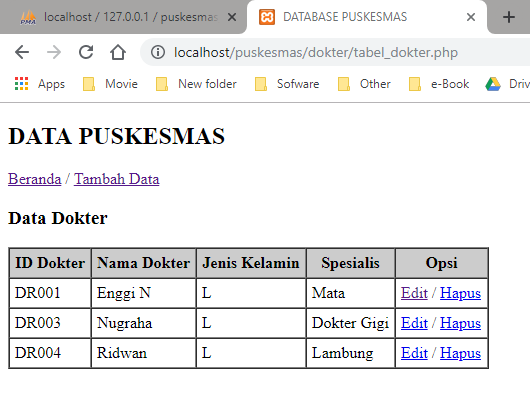 localhost / 127.0.0.1 / puskesmas
DATABASE PUSKESMAS
localhost/puskesmas/dokter/tabel_dokter.php
Apps Movie New folder Sofware Other e-Book Driv
DATA PUSKESMAS
Beranda / Tambah Data
Data Dokter
ID Dokter Nama Dokter Jenis Kelamin Spesialis Opsi
DR001 Enggi N L Mata Edit / Hapus
DR003 Nugraha L Dokter Gigi Edit / Hapus
DR004 Ridwan L Lambung Edit / Hapus